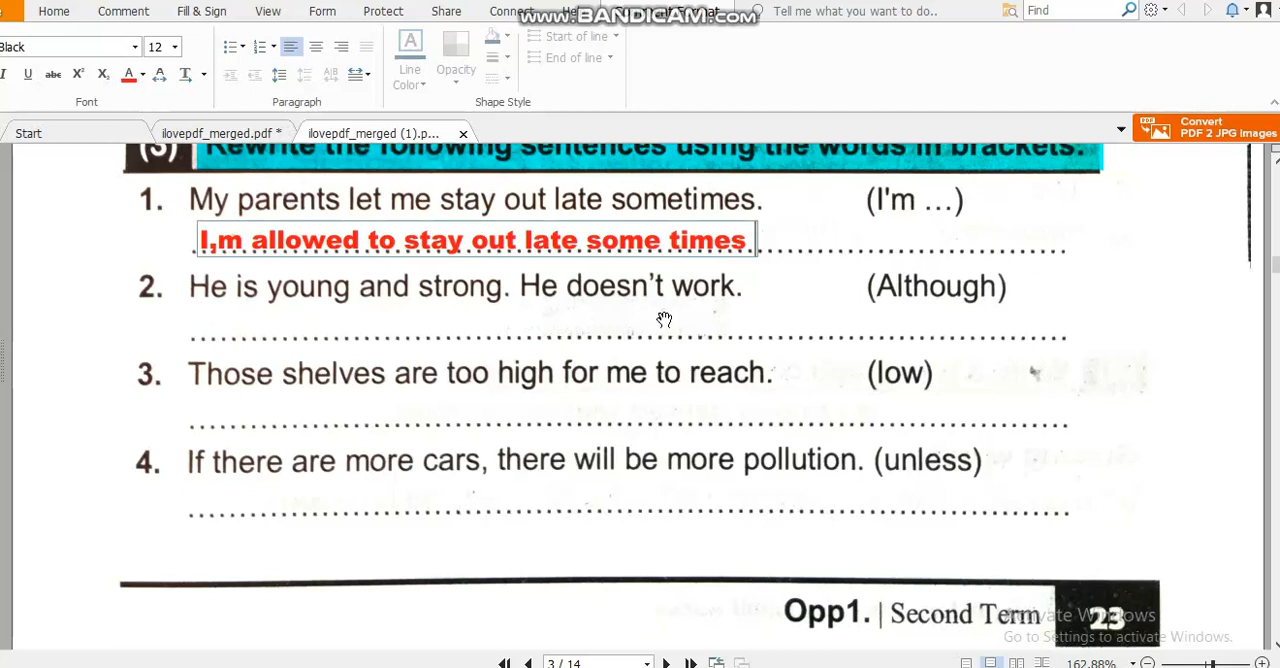 Home Comment Fill & Sign View Form Protect Share Connect Help
www.BANDICAM.com
Tell me what you want to do.. Find
Black 12
Start of line
End of line
Line Color
Opacity
Font Paragraph Shape Style
Start ilovepdf_merged.pdf * ilovepdf_merged (1).p...
Convert
PDF 2 JPG Images
(3) Rewrite the following sentences using the words in brackets.
1. My parents let me stay out late sometimes. (I'm ...)
I,m allowed to stay out late some times
2. He is young and strong. He doesn't work. (Although)
3. Those shelves are too high for me to reach. (low)
4. If there are more cars, there will be more pollution. (unless)
Opp1. | Second Term 23
Activate Windows
Go to Settings to activate Windows.
3 / 14 162.88%